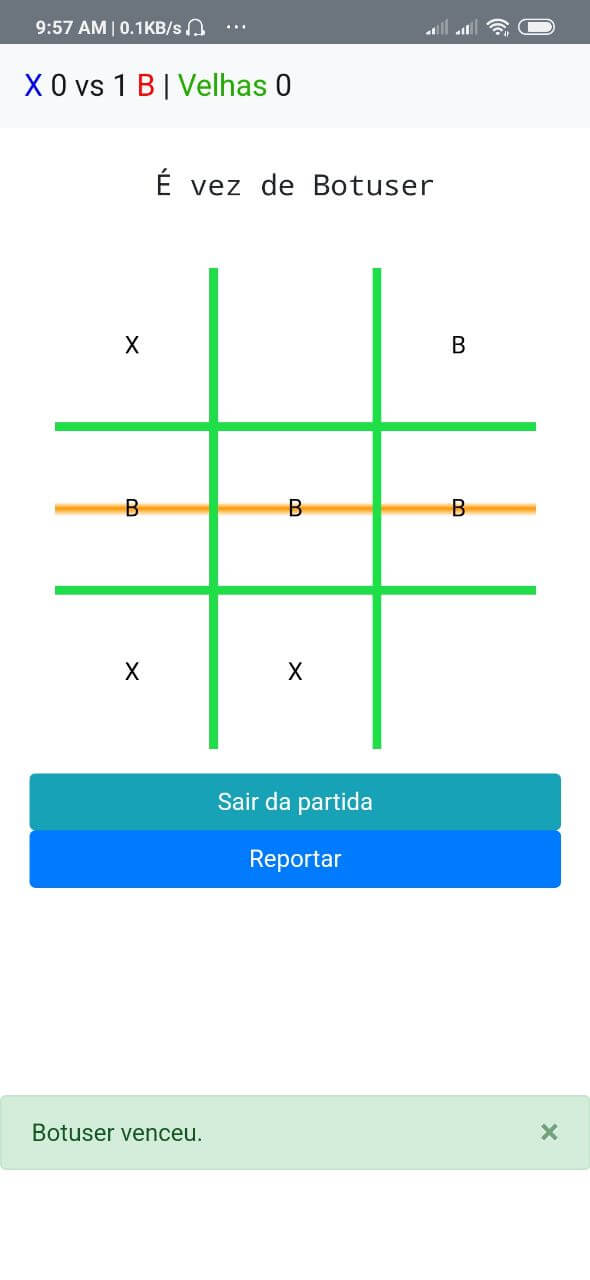 9:57 AM | 0.1KB/s ...
X 0 vs 1 B | Velhas 0
É vez de Botuser
X B
B B B
X X
Sair da partida
Reportar
Botuser venceu. ×